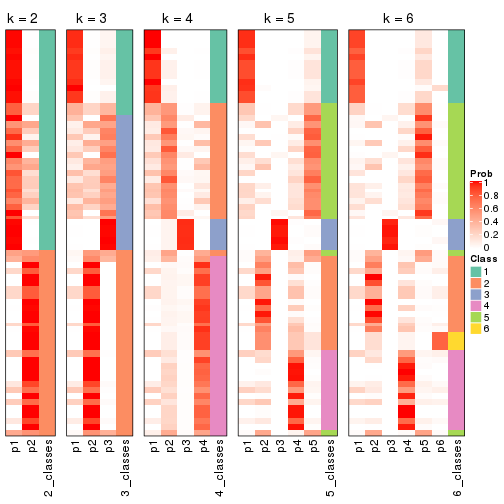 k = 2
k = 3
k = 4
k = 5
k = 6
p1
p2
2_classes
p1
p2
p3
3_classes
p1
p2
p3
p4
4_classes
p1
p2
p3
p4
p5
5_classes
p1
p2
p3
p4
p5
p6
6_classes
Prob
1
0.8
0.6
0.4
0.2
0
Class
1
2
3
4
5
6